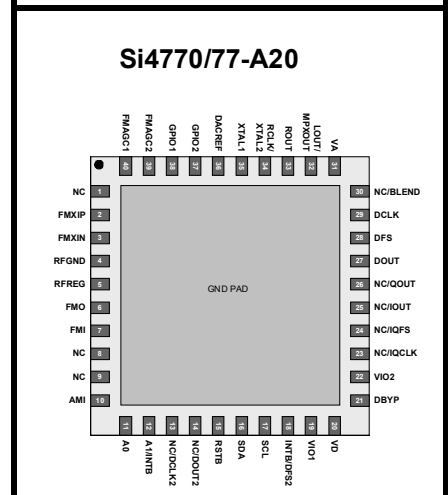 Si4770/77-A20
FMAGC1
FMAGC2
GPIO1
GPIO2
DACREF
XTAL1
RCLK/
XTAL2
ROUT
LOUT/
MPXOUT
VA
40
39
38
37
36
35
34
33
32
31
NC 1
FMXIP 2
FMXIN 3
RFGND 4
RFREG 5
FMO 6
FMI 7
NC 8
NC 9
AMI 10
GND PAD
30 NC/BLEND
29 DCLK
28 DFS
27 DOUT
26 NC/QOUT
25 NC/IOUT
24 NC/IQFS
23 NC/IQCLK
22 VIO2
21 DBYP
11
12
13
14
15
16
17
18
19
20
A0
A1/INTB
NC/DCLK2
NC/DOUT2
RSTB
SDA
SCL
INTB/DFS2
VIO1
VD